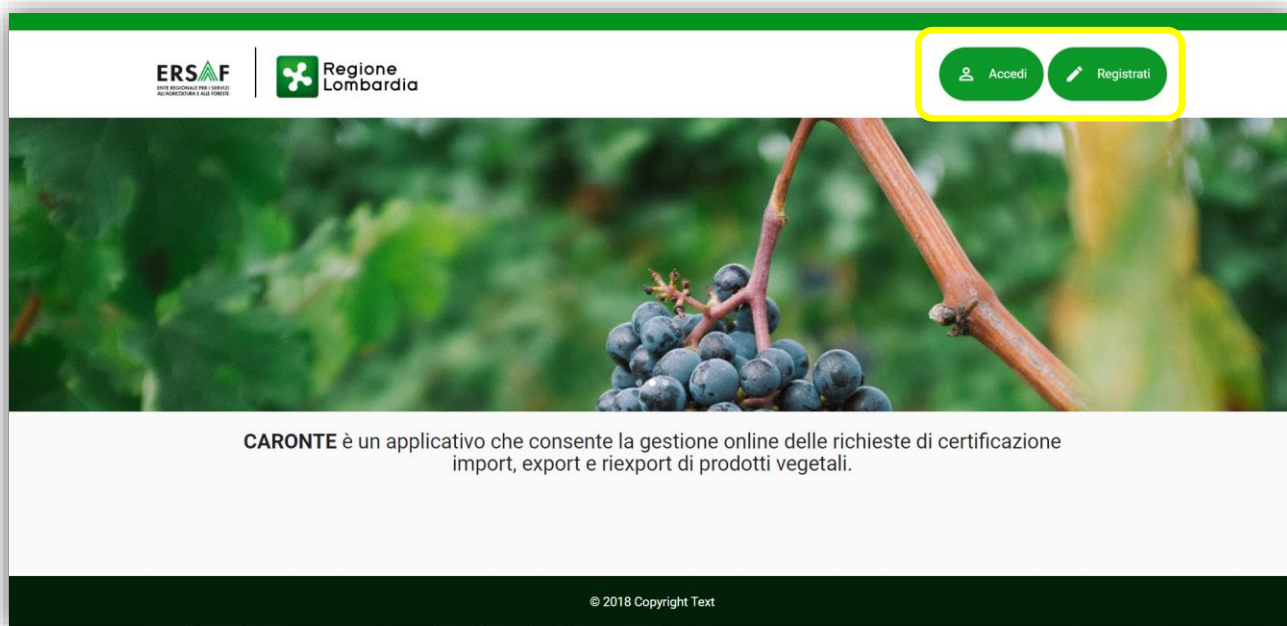 ERSAF
ENTE REGIONALE PER I SERVIZI
ALL'AGRICOLTURA E ALLE FORESTE
Regione
Lombardia
Accedi
Registrati
CARONTE è un applicativo che consente la gestione online delle richieste di certificazione
import, export e riexport di prodotti vegetali.
© 2018 Copyright Text